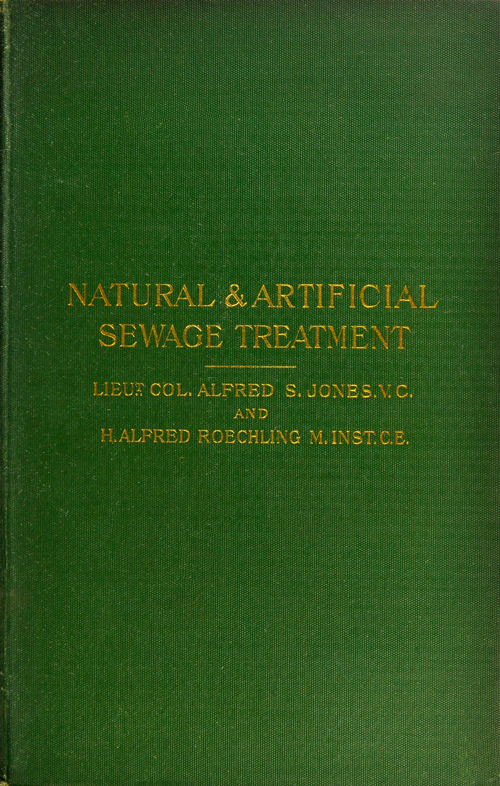 NATURAL & ARTIFICIAL
SEWAGE TREATMENT
LIEUT. COL. ALFRED S. JONES. V. C.
AND
H. ALFRED ROECHLING M. INST. C. E.